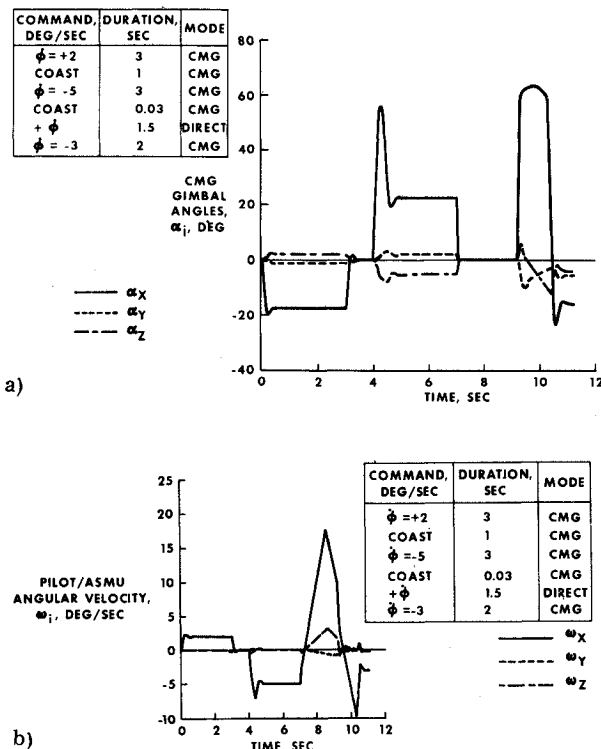 COMMAND, DEG/SEC DURATION, SEC MODE
φ̇ = +2 3 CMG
COAST 1 CMG
φ̇ = -5 3 CMG
COAST 0.03 CMG
+ φ̇ 1.5 DIRECT
φ̇ = -3 2 CMG
CMG
GIMBAL
ANGLES,
αi, DEG
80
60
40
20
0
-20
-40
αX
αY
αZ
0 2 4 6 8 10 12
TIME, SEC
a)
COMMAND, DEG/SEC DURATION, SEC MODE
φ̇ = +2 3 CMG
COAST 1 CMG
φ̇ = -5 3 CMG
COAST 0.03 CMG
+φ̇ 1.5 DIRECT
φ̇ = -3 2 CMG
PILOT/ASMU
ANGULAR VELOCITY,
ωi, DEG/SEC
25
20
15
10
5
0
-5
-10
ωX
ωY
ωZ
0 2 4 6 8 10 12
TIME, SEC
b)